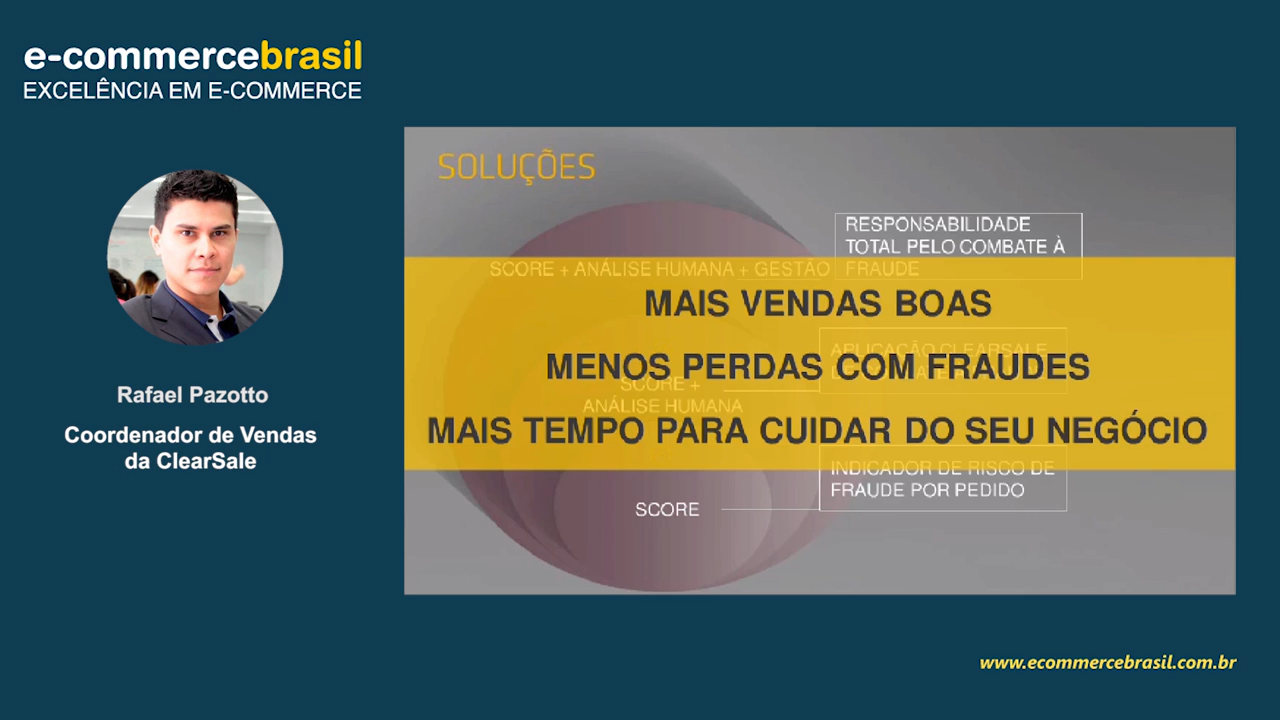 e-commercebrasil
EXCELÊNCIA EM E-COMMERCE
Rafael Pazotto
Coordenador de Vendas
da ClearSale
SOLUÇÕES
RESPONSABILIDADE
TOTAL PELO COMBATE À
FRAUDE
SCORE + ANÁLISE HUMANA + GESTÃO
MAIS VENDAS BOAS
APLICAÇÃO CLEARSALE
MENOS PERDAS COM FRAUDES
SCORE +
ANÁLISE HUMANA
MAIS TEMPO PARA CUIDAR DO SEU NEGÓCIO
INDICADOR DE RISCO DE
FRAUDE POR PEDIDO
SCORE
www.ecommercebrasil.com.br